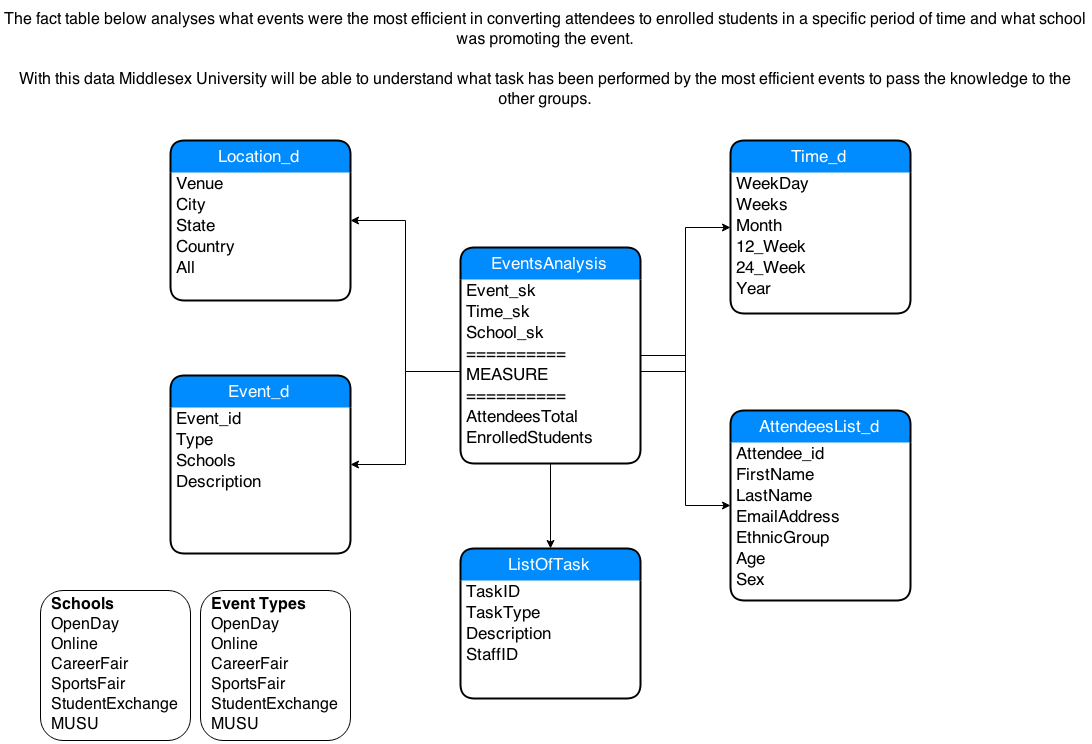 The fact table below analyses what events were the most efficient in converting attendees to enrolled students in a specific period of time and what school
was promoting the event.
With this data Middlesex University will be able to understand what task has been performed by the most efficient events to pass the knowledge to the
other groups.
Location_d
Venue
City
State
Country
All
Time_d
WeekDay
Weeks
Month
12_Week
24_Week
Year
EventsAnalysis
Event_sk
Time_sk
School_sk
==========
MEASURE
==========
AttendeesTotal
EnrolledStudents
Event_d
Event_id
Type
Schools
Description
AttendeesList_d
Attendee_id
FirstName
LastName
EmailAddress
EthnicGroup
Age
Sex
ListOfTask
TaskID
TaskType
Description
StaffID
Schools
OpenDay
Online
CareerFair
SportsFair
StudentExchange
MUSU
Event Types
OpenDay
Online
CareerFair
SportsFair
StudentExchange
MUSU